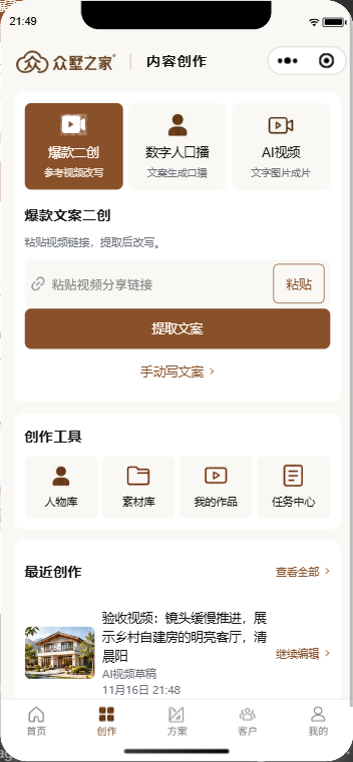 21:49
众墅之家
内容创作
爆款二创
参考视频改写
数字人口播
文案生成口播
AI视频
文字图片成片
爆款文案二创
粘贴视频链接，提取后改写。
粘贴视频分享链接
粘贴
提取文案
手动写文案
创作工具
人物库
素材库
我的作品
任务中心
最近创作
查看全部
验收视频：镜头缓慢推进，展
示乡村自建房的明亮客厅，清
晨阳
AI视频草稿
11月16日 21:48
继续编辑
首页
创作
方案
客户
我的